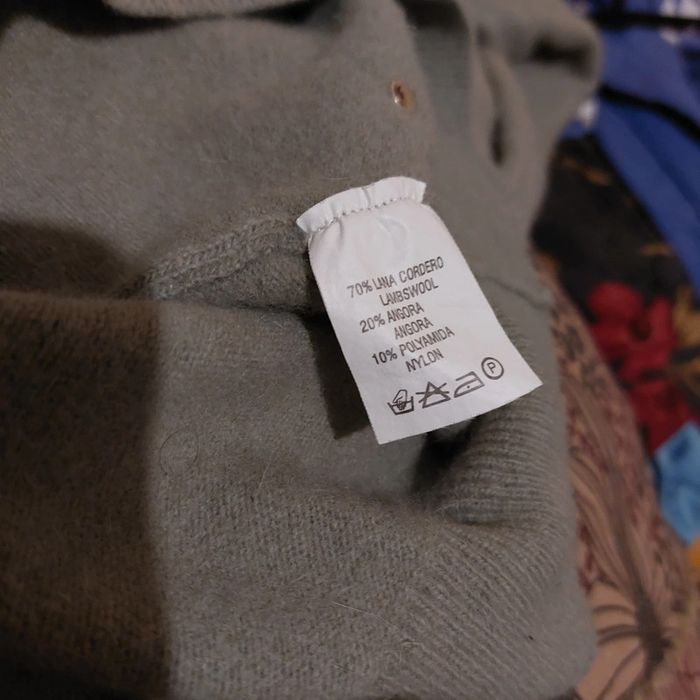 70% LANA CORDERO
LAMBSWOOL
20% ANGORA
ANGORA
10% POLYAMIDA
NYLON
P